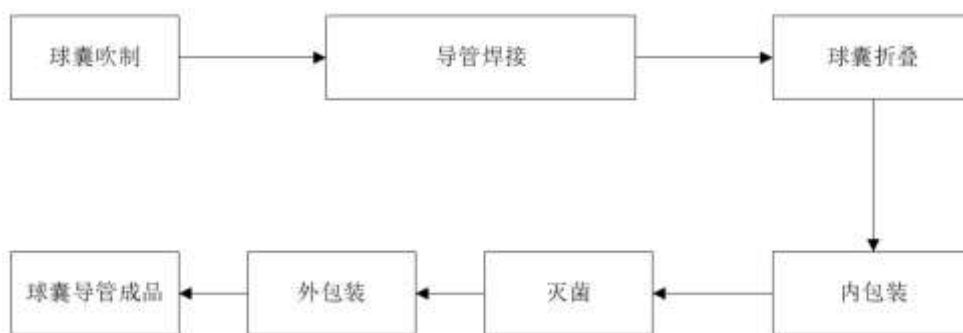 球囊吹制
导管焊接
球囊折叠
内包装
灭菌
外包装
球囊导管成品